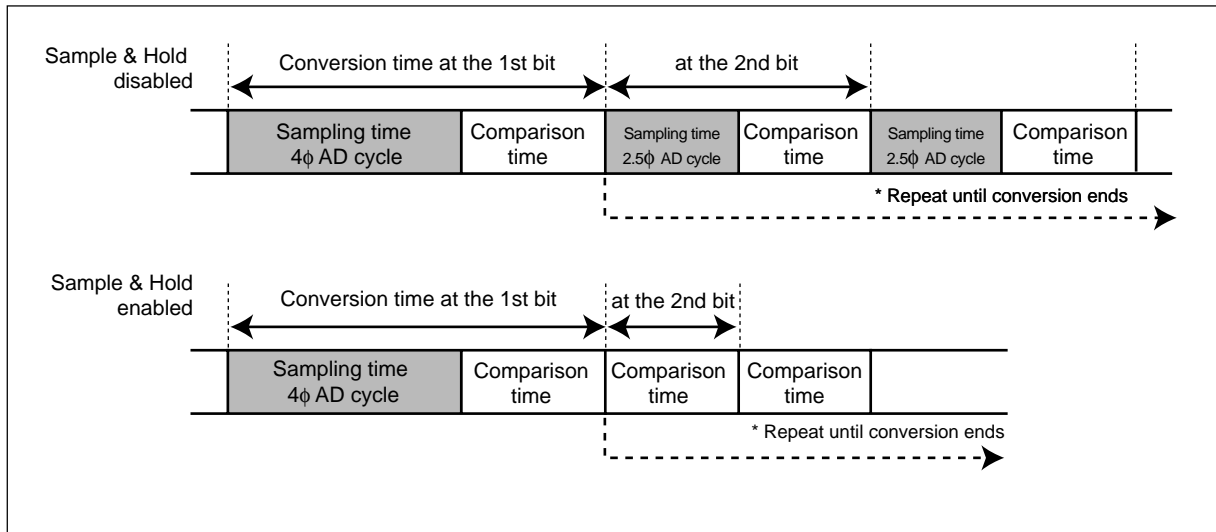 Sample & Hold
disabled
Conversion time at the 1st bit
at the 2nd bit
Sampling time
4ϕ AD cycle
Comparison
time
Sampling time
2.5ϕ AD cycle
Comparison
time
Sampling time
2.5ϕ AD cycle
Comparison
time
* Repeat until conversion ends
Sample & Hold
enabled
Conversion time at the 1st bit
at the 2nd bit
Sampling time
4ϕ AD cycle
Comparison
time
Comparison
time
Comparison
time
* Repeat until conversion ends